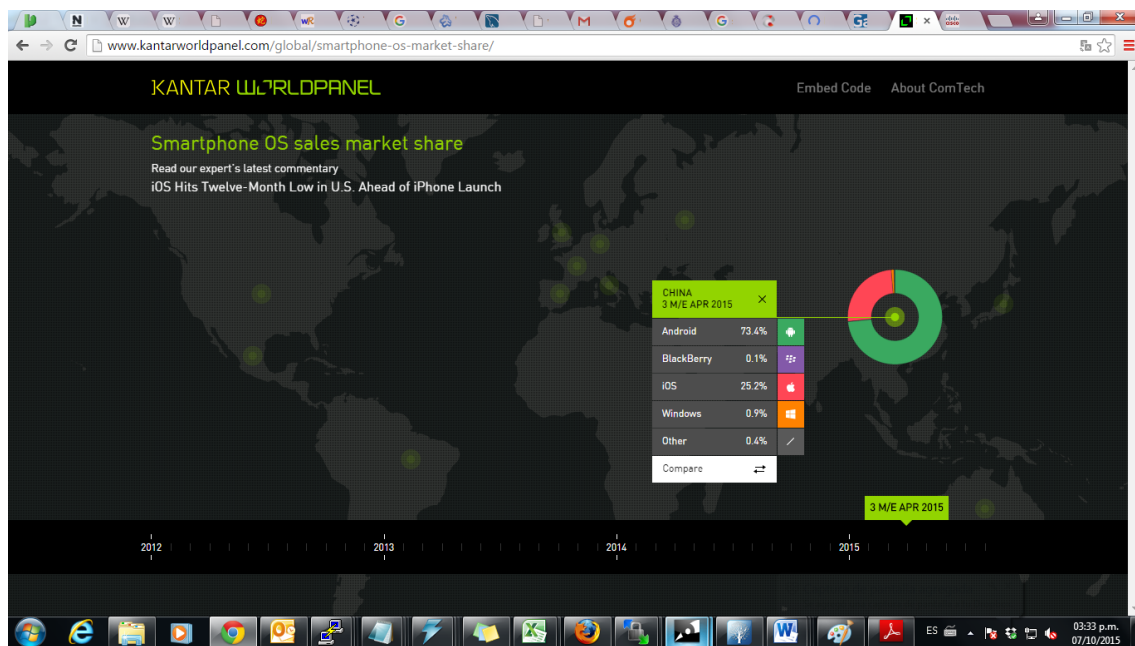 www.kantarworldpanel.com/global/smartphone-os-market-share/
KANTAR WORLDPANEL
Embed Code About ComTech
Smartphone OS sales market share
Read our expert's latest commentary
iOS Hits Twelve-Month Low in U.S. Ahead of iPhone Launch
CHINA
3 M/E APR 2015
Android 73.4%
BlackBerry 0.1%
iOS 25.2%
Windows 0.9%
Other 0.4%
Compare
3 M/E APR 2015
2012 2013 2014 2015
ES
03:33 p.m.
07/10/2015